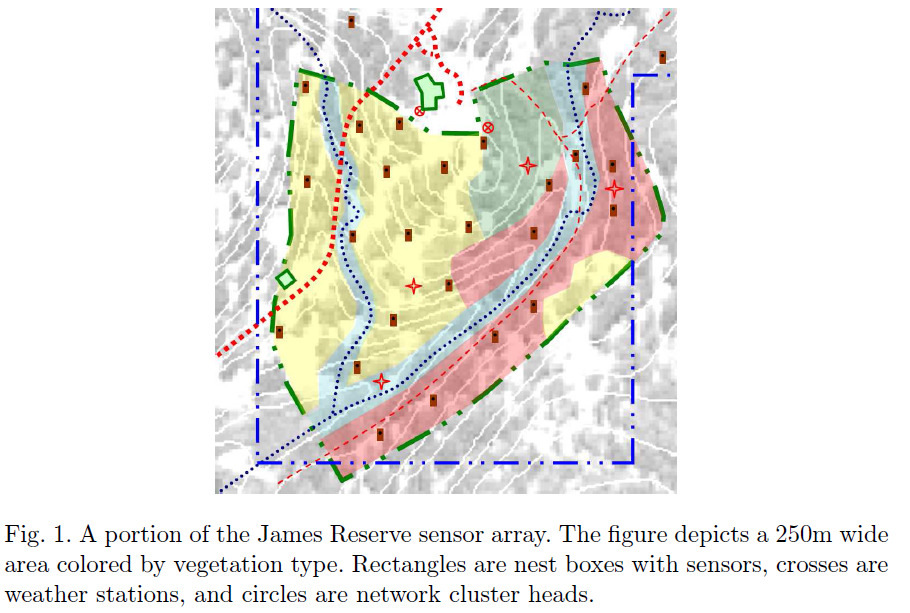 Fig. 1. A portion of the James Reserve sensor array. The figure depicts a 250m wide
area colored by vegetation type. Rectangles are nest boxes with sensors, crosses are
weather stations, and circles are network cluster heads.